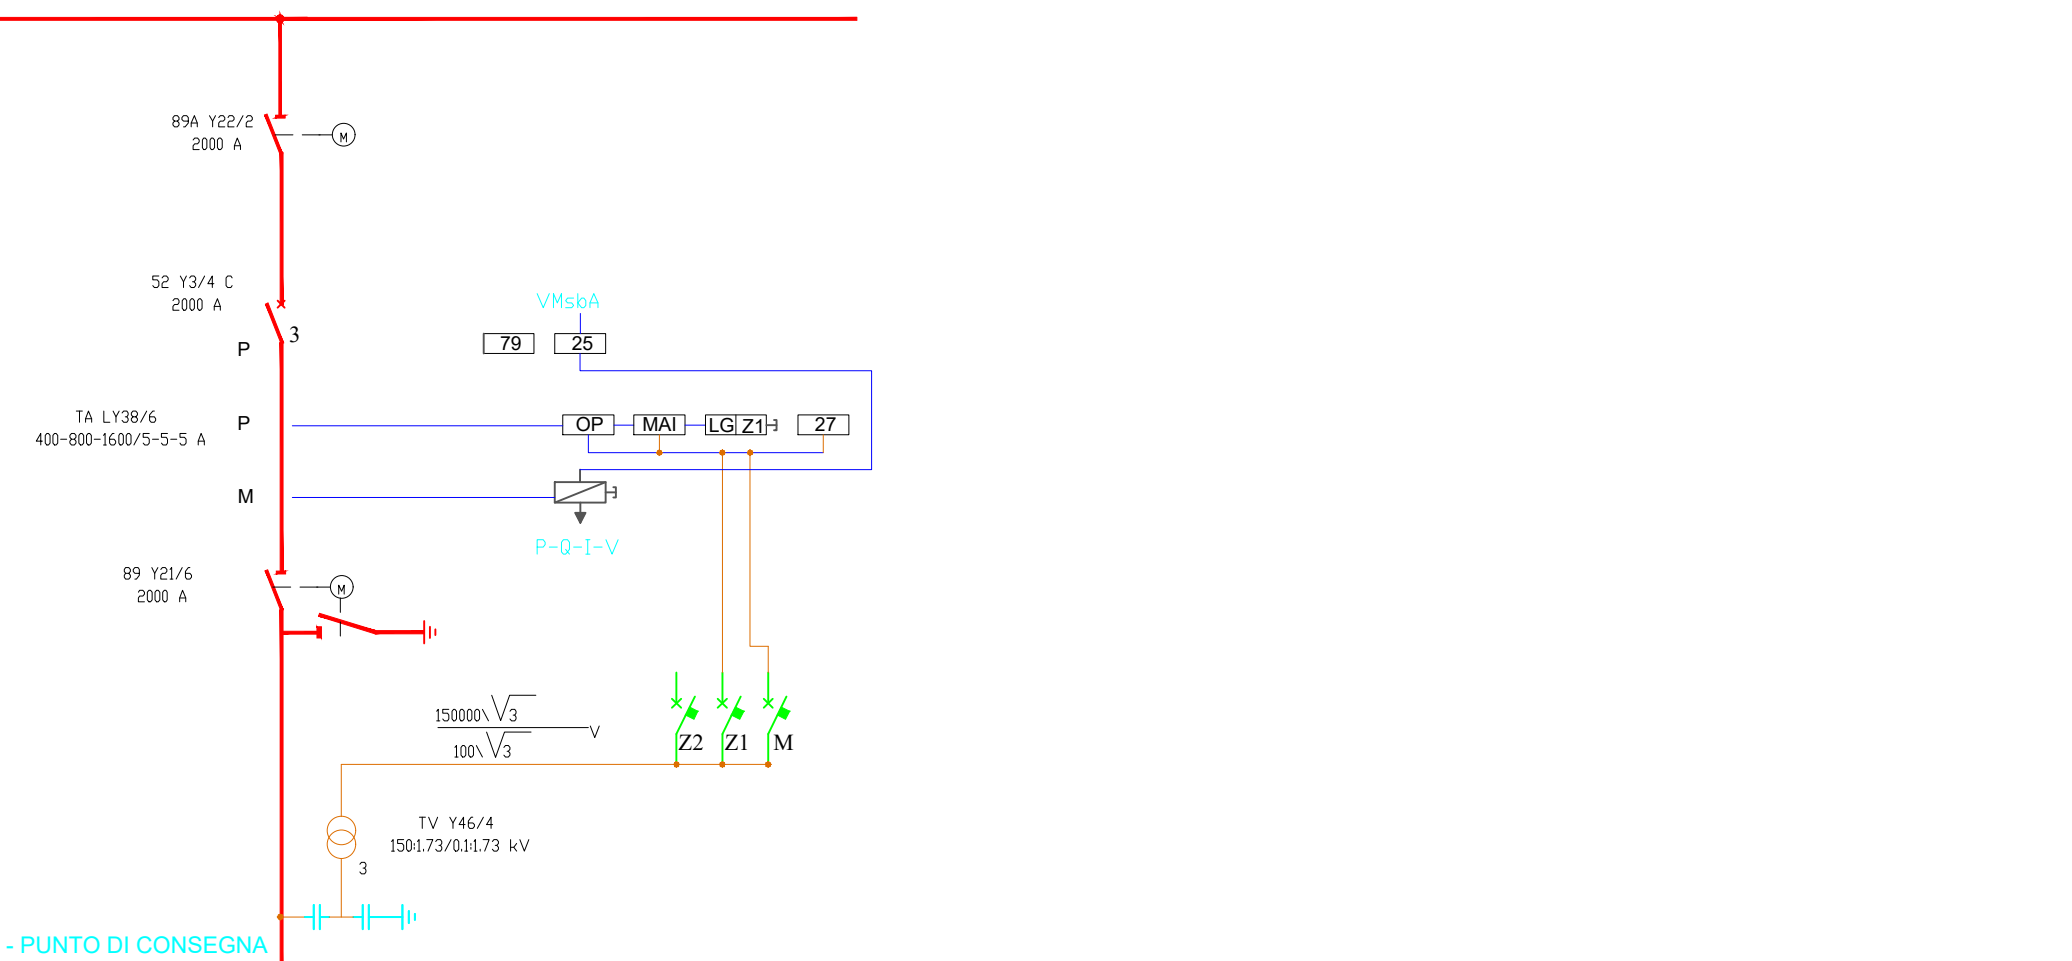 89A Y22/2
2000 A
M
52 Y3/4 C
2000 A
3
P
VMsbA
79
25
TA LY38/6
400-800-1600/5-5-5 A
P
OP
MAI
LG
Z1
27
M
P-Q-I-V
89 Y21/6
2000 A
M
150000\√3
100\√3
V
Z2
Z1
M
TV Y46/4
150:1.73/0.1:1.73 kV
3
- PUNTO DI CONSEGNA